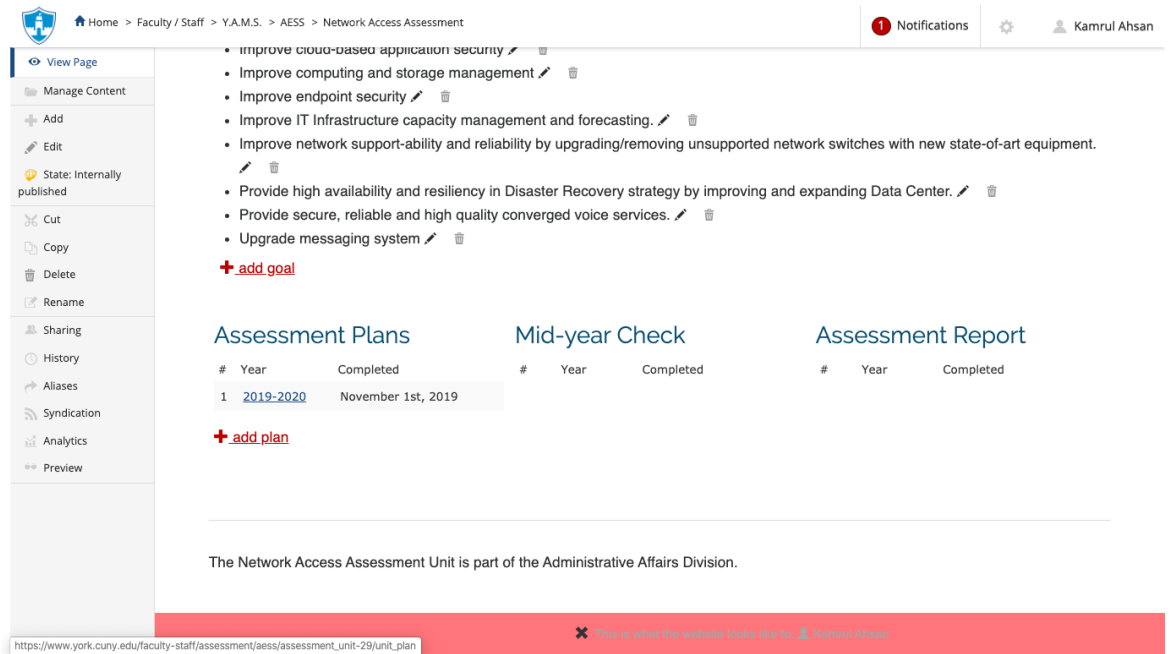 Home > Faculty / Staff > Y.A.M.S. > AESS > Network Access Assessment
1 Notifications
Kamrul Ahsan
View Page
Manage Content
Add
Edit
State: Internally
published
Cut
Copy
Delete
Rename
Sharing
History
Aliases
Syndication
Analytics
Preview
• Improve cloud-based application security
• Improve computing and storage management
• Improve endpoint security
• Improve IT Infrastructure capacity management and forecasting.
• Improve network support-ability and reliability by upgrading/removing unsupported network switches with new state-of-art equipment.
• Provide high availability and resiliency in Disaster Recovery strategy by improving and expanding Data Center.
• Provide secure, reliable and high quality converged voice services.
• Upgrade messaging system
add goal
Assessment Plans
# Year Completed
1 2019-2020 November 1st, 2019
add plan
Mid-year Check
# Year Completed
Assessment Report
# Year Completed
The Network Access Assessment Unit is part of the Administrative Affairs Division.
This is what the website looks like to: Kamrul Ahsan
https://www.york.cuny.edu/faculty-staff/assessment/aess/assessment_unit-29/unit_plan